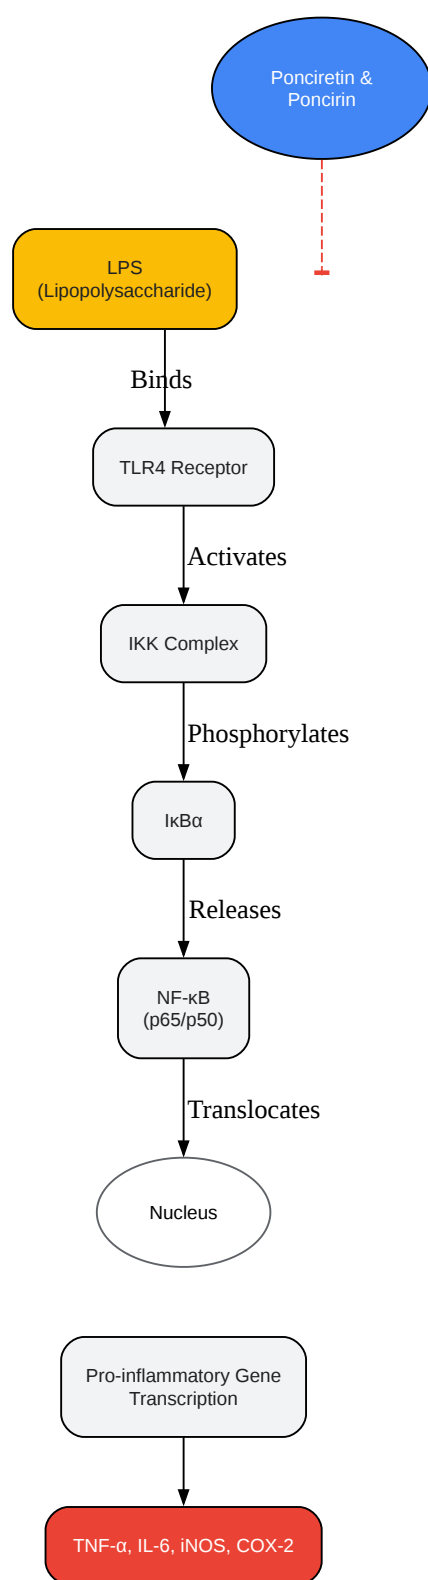 Ponciretin &
Poncirin
LPS
(Lipopolysaccharide)
Binds
TLR4 Receptor
Activates
IKK Complex
Phosphorylates
IκBα
Releases
NF-κB
(p65/p50)
Translocates
Nucleus
Pro-inflammatory Gene
Transcription
TNF-α, IL-6, iNOS, COX-2